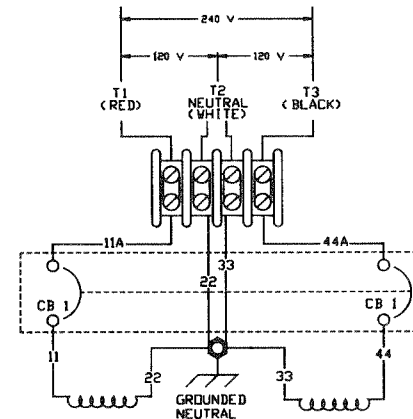 240 V
120 V
120 V
T1
(RED)
T2
NEUTRAL
(WHITE)
T3
(BLACK)
11A
44A
33
22
CB 1
CB 1
11
22
33
44
GROUNDED
NEUTRAL